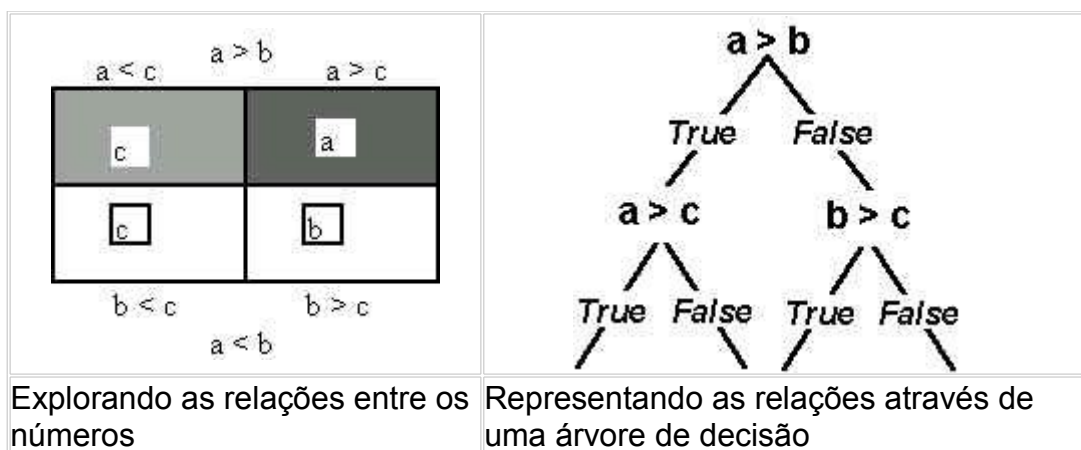 a > b
a < c a > c
c a
c b
b < c b > c
a < b
a > b
True False
a > c b > c
True False True False
Explorando as relações entre os
números
Representando as relações através de
uma árvore de decisão